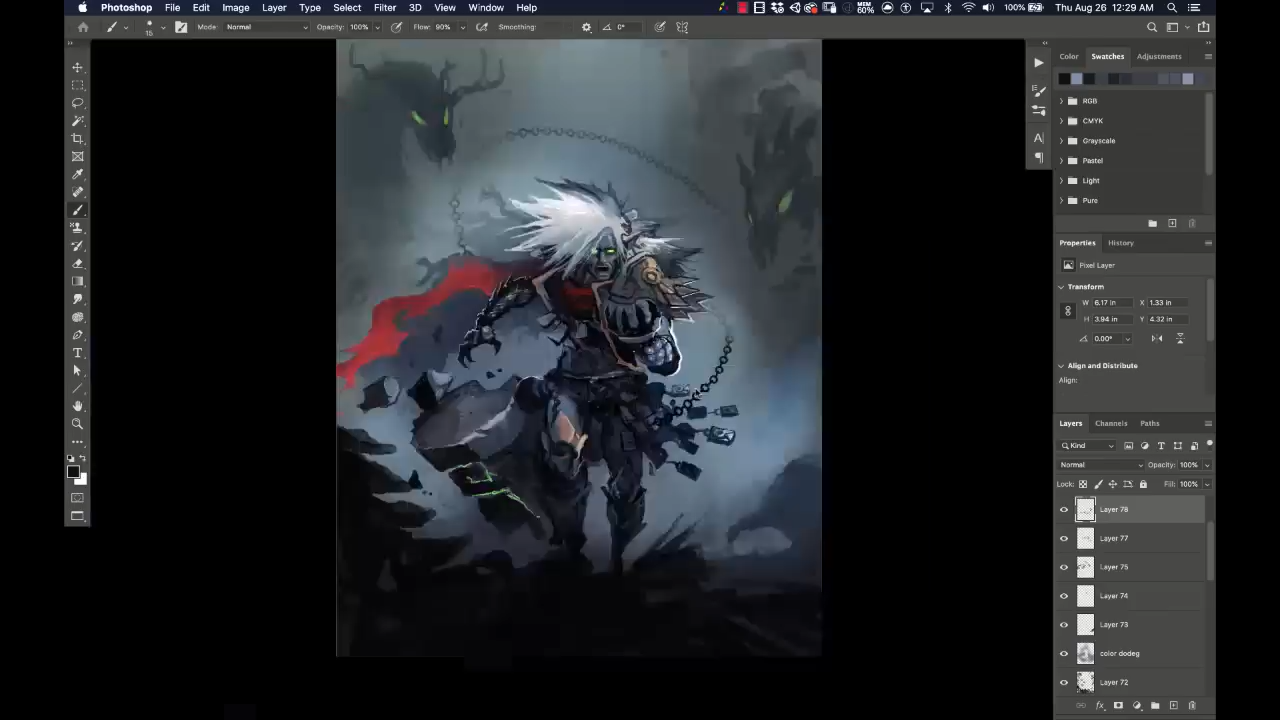 Photoshop File Edit Image Layer Type Select Filter 3D View Window Help MEM 60% 100% Thu Aug 26 12:29 AM
15 Mode: Normal Opacity: 100% Flow: 90% Smoothing: 0°
Color Swatches Adjustments
RGB
CMYK
Grayscale
Pastel
Light
Pure
Properties History
Pixel Layer
Transform
W 6.17 in X 1.33 in
H 3.94 in Y 4.32 in
0.00°
Align and Distribute
Align:
Layers Channels Paths
Kind
Normal Opacity: 100%
Lock: Fill: 100%
Layer 78
Layer 77
Layer 75
Layer 74
Layer 73
color dodeg
Layer 72